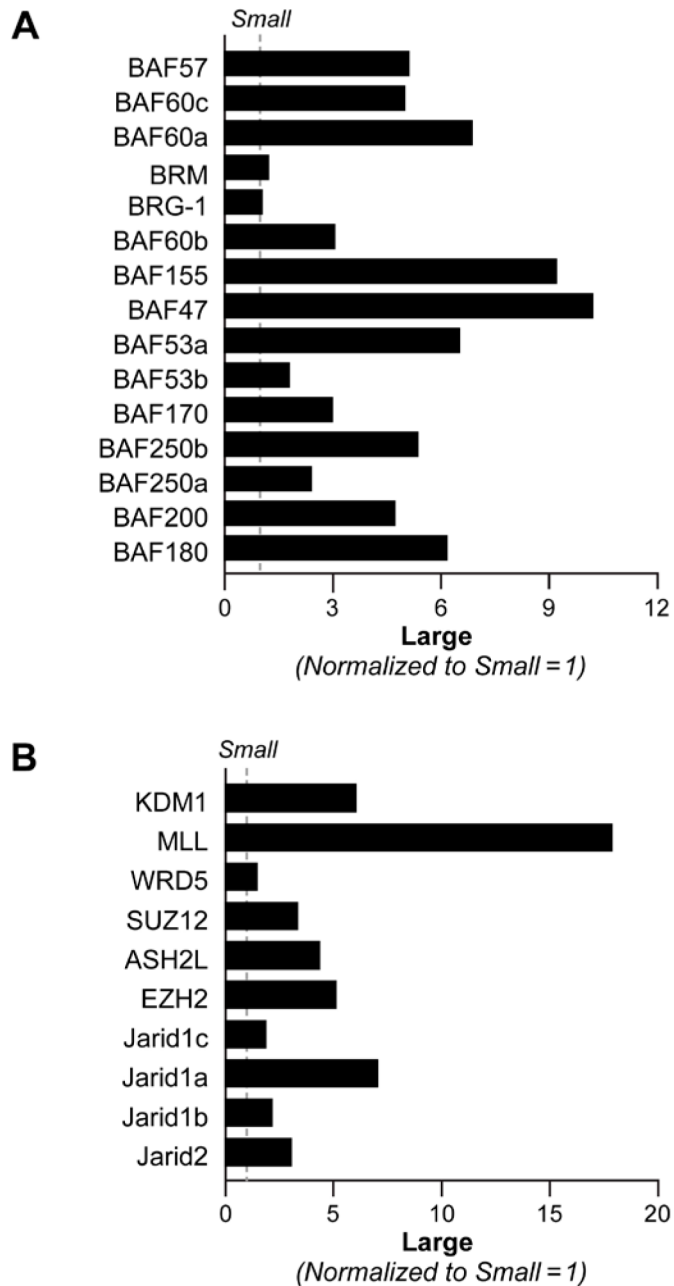 A
Small
BAF57
BAF60c
BAF60a
BRM
BRG-1
BAF60b
BAF155
BAF47
BAF53a
BAF53b
BAF170
BAF250b
BAF250a
BAF200
BAF180
0 3 6 9 12
Large
(Normalized to Small = 1)
B
Small
KDM1
MLL
WRD5
SUZ12
ASH2L
EZH2
Jarid1c
Jarid1a
Jarid1b
Jarid2
0 5 10 15 20
Large
(Normalized to Small = 1)